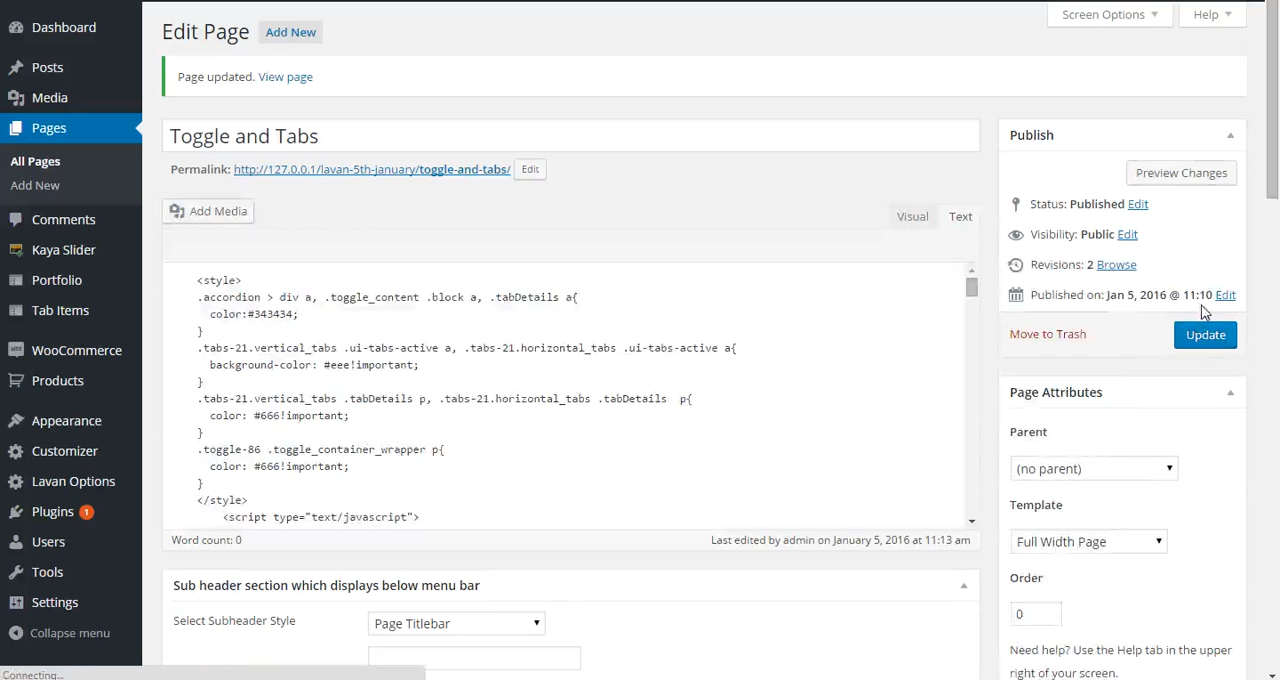 Dashboard
Posts
Media
Pages
All Pages
Add New
Comments
Kaya Slider
Portfolio
Tab Items
WooCommerce
Products
Appearance
Customizer
Lavan Options
Plugins 1
Users
Tools
Settings
Collapse menu
Connecting...
Screen Options
Help
Edit Page Add New
Page updated. View page
Toggle and Tabs
Permalink: http://127.0.0.1/lavan-5th-january/toggle-and-tabs/ Edit
Add Media
Visual Text
<style>
.accordion > div a, .toggle_content .block a, .tabDetails a{
color:#343434;
}
.tabs-21.vertical_tabs .ui-tabs-active a, .tabs-21.horizontal_tabs .ui-tabs-active a{
background-color: #eee!important;
}
.tabs-21.vertical_tabs .tabDetails p, .tabs-21.horizontal_tabs .tabDetails p{
color: #666!important;
}
.toggle-86 .toggle_container_wrapper p{
color: #666!important;
}
</style>
<script type="text/javascript">
Word count: 0 Last edited by admin on January 5, 2016 at 11:13 am
Sub header section which displays below menu bar
Select Subheader Style Page Titlebar
Publish
Preview Changes
Status: Published Edit
Visibility: Public Edit
Revisions: 2 Browse
Published on: Jan 5, 2016 @ 11:10 Edit
Move to Trash Update
Page Attributes
Parent
(no parent)
Template
Full Width Page
Order
0
Need help? Use the Help tab in the upper
right of your screen.